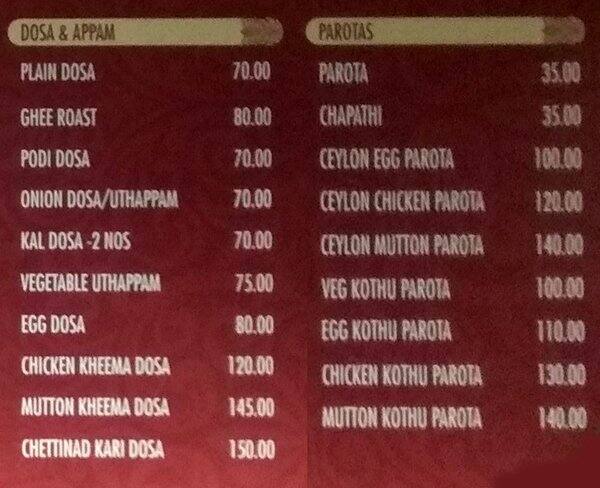 DOSA & APPAM
PLAIN DOSA 70.00
GHEE ROAST 80.00
PODI DOSA 70.00
ONION DOSA/UTHAPPAM 70.00
KAL DOSA -2 NOS 70.00
VEGETABLE UTHAPPAM 75.00
EGG DOSA 80.00
CHICKEN KHEEMA DOSA 120.00
MUTTON KHEEMA DOSA 145.00
CHETTINAD KARI DOSA 150.00
PAROTAS
PAROTA 35.00
CHAPATHI 35.00
CEYLON EGG PAROTA 100.00
CEYLON CHICKEN PAROTA 120.00
CEYLON MUTTON PAROTA 140.00
VEG KOTHU PAROTA 100.00
EGG KOTHU PAROTA 110.00
CHICKEN KOTHU PAROTA 130.00
MUTTON KOTHU PAROTA 140.00